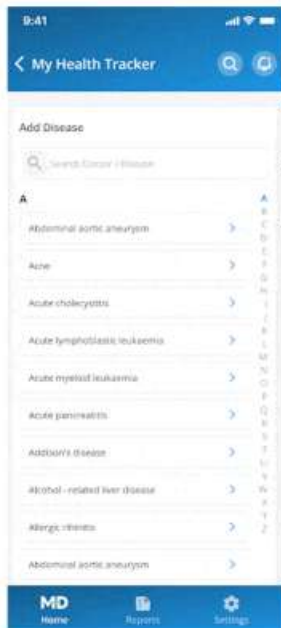 9:41
My Health Tracker
Add Disease
A
Abdominal aortic aneurysm
Acne
Acute cholecystitis
Acute lymphoblastic leukaemia
Acute myeloid leukaemia
Acute pancreatitis
Addison's disease
Alcohol - related liver disease
Allergic rhinitis
Abdominal aortic aneurysm
A
B
C
D
E
F
G
H
I
J
K
L
M
N
O
P
Q
R
S
T
U
V
W
X
Y
Z
MD
Home
Reports
Settings